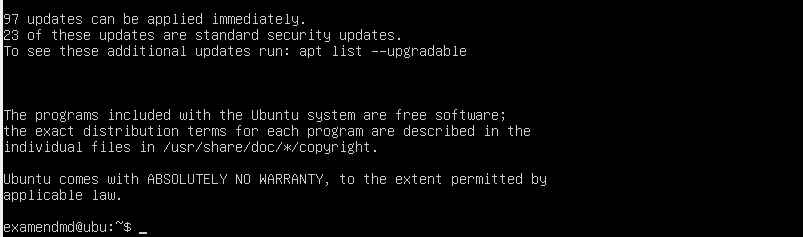 97 updates can be applied immediately.
23 of these updates are standard security updates.
To see these additional updates run: apt list --upgradable
The programs included with the Ubuntu system are free software;
the exact distribution terms for each program are described in the
individual files in /usr/share/doc/*/copyright.
Ubuntu comes with ABSOLUTELY NO WARRANTY, to the extent permitted by
applicable law.
examendmd@ubu:~$ _